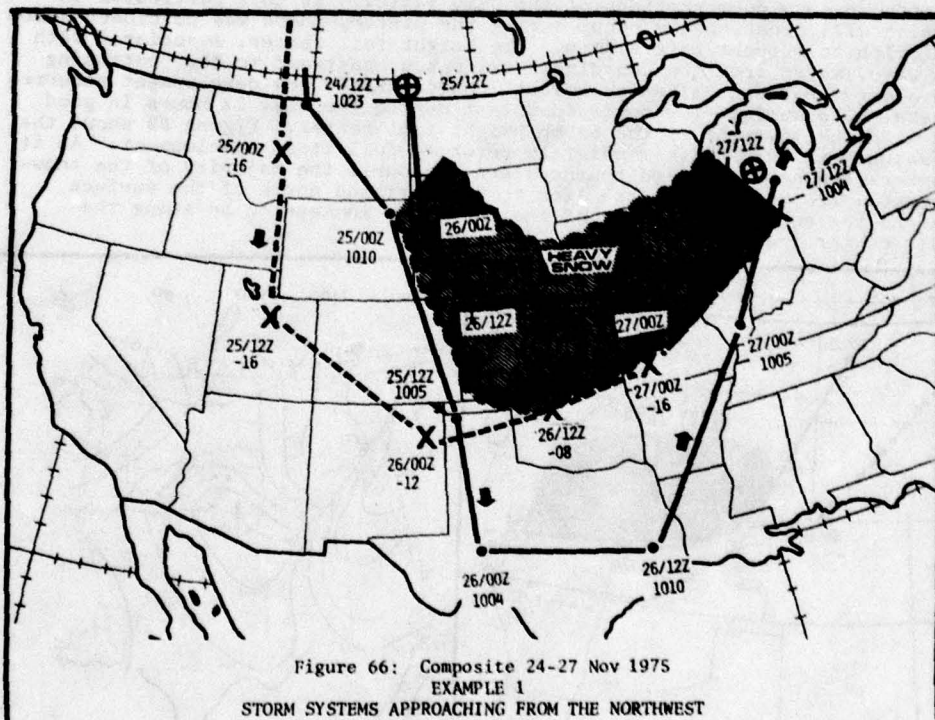 24/12Z
1023
25/12Z
25/00Z
-16
27/12Z
27/12Z
1004
25/00Z
1010
26/00Z
HEAVY
SNOW
26/12Z
27/00Z
25/12Z
-16
25/12Z
1005
27/00Z
1005
27/00Z
-16
26/12Z
-08
26/00Z
-12
26/00Z
1004
26/12Z
1010
Figure 66: Composite 24-27 Nov 1975
EXAMPLE 1
STORM SYSTEMS APPROACHING FROM THE NORTHWEST